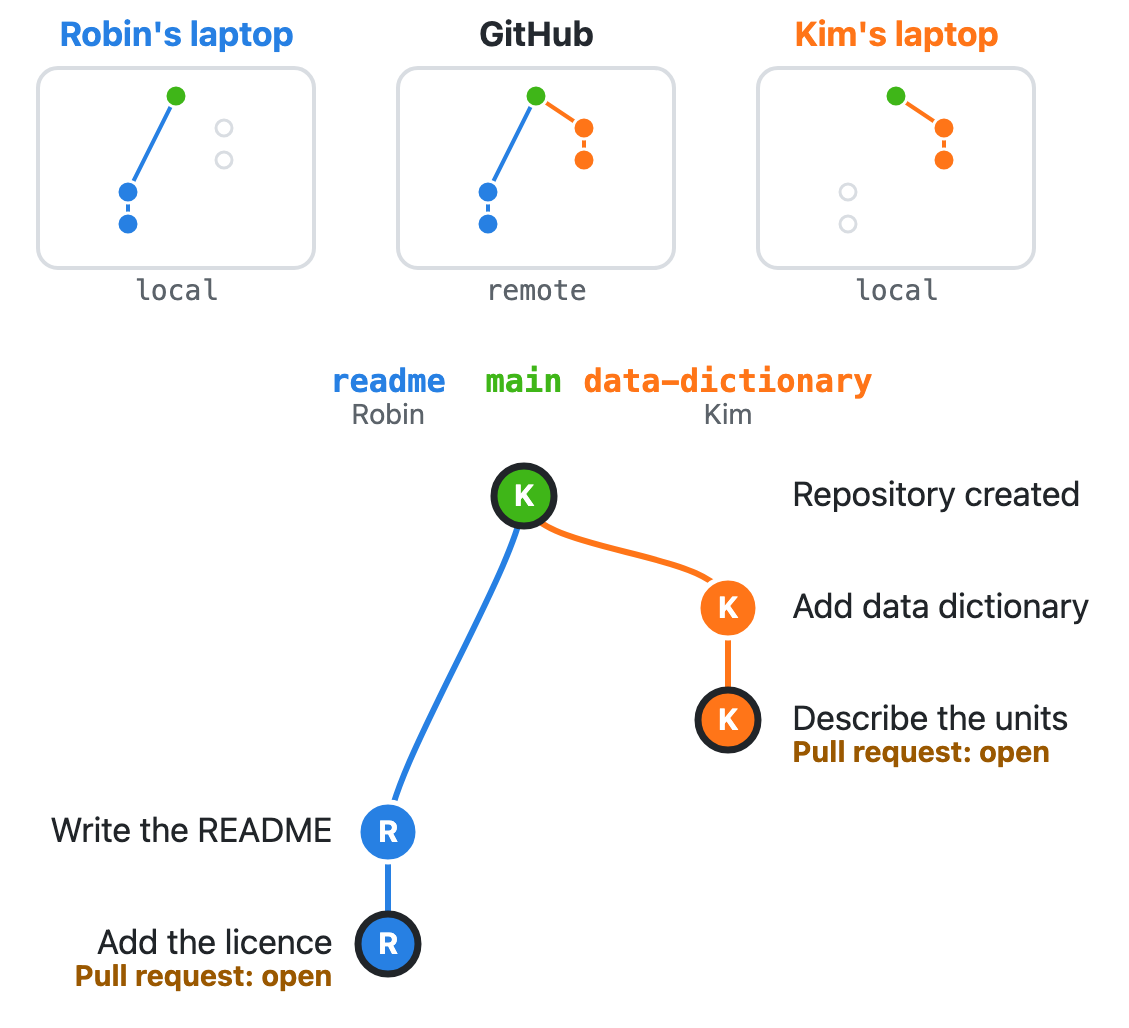 Robin's laptop
GitHub
Kim's laptop
local
remote
local
readme
main
data-dictionary
Robin
Kim
K
Repository created
K
Add data dictionary
K
Describe the units
Pull request: open
Write the README
R
Add the licence
R
Pull request: open